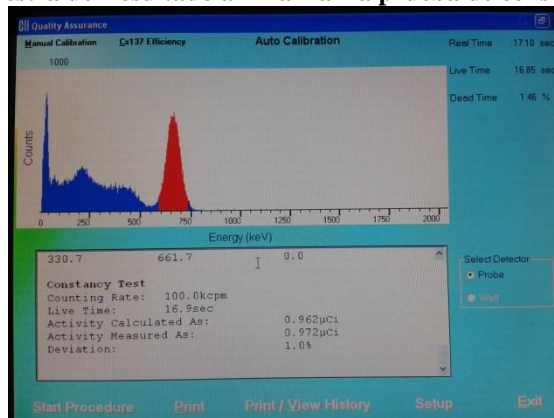 Quality Assurance
Manual Calibration Cs137 Efficiency Auto Calibration
Real Time 17.10 sec
1000
Live Time 16.85 sec
Dead Time 1.46 %
Counts
0 250 500 750 1000 1250 1500 1750 2000
Energy (keV)
330.7 661.7 0.0
Constancy Test
Counting Rate: 100.0kcpm
Live Time: 16.9sec
Activity Calculated As: 0.962µCi
Activity Measured As: 0.972µCi
Deviation: 1.0%
Select Detector
Probe
Well
Start Procedure Print Print / View History Setup Exit